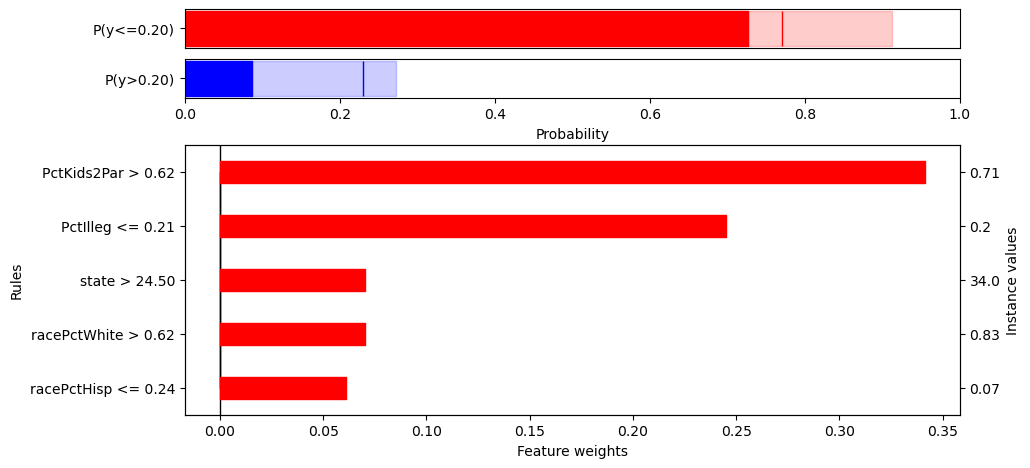 P(y<=0.20)
P(y>0.20)
0.0 0.2 0.4 0.6 0.8 1.0
Probability
PctKids2Par > 0.62 0.71
PctIlleg <= 0.21 0.2
state > 24.50 34.0
racePctWhite > 0.62 0.83
racePctHisp <= 0.24 0.07
Rules
Instance values
0.00 0.05 0.10 0.15 0.20 0.25 0.30 0.35
Feature weights